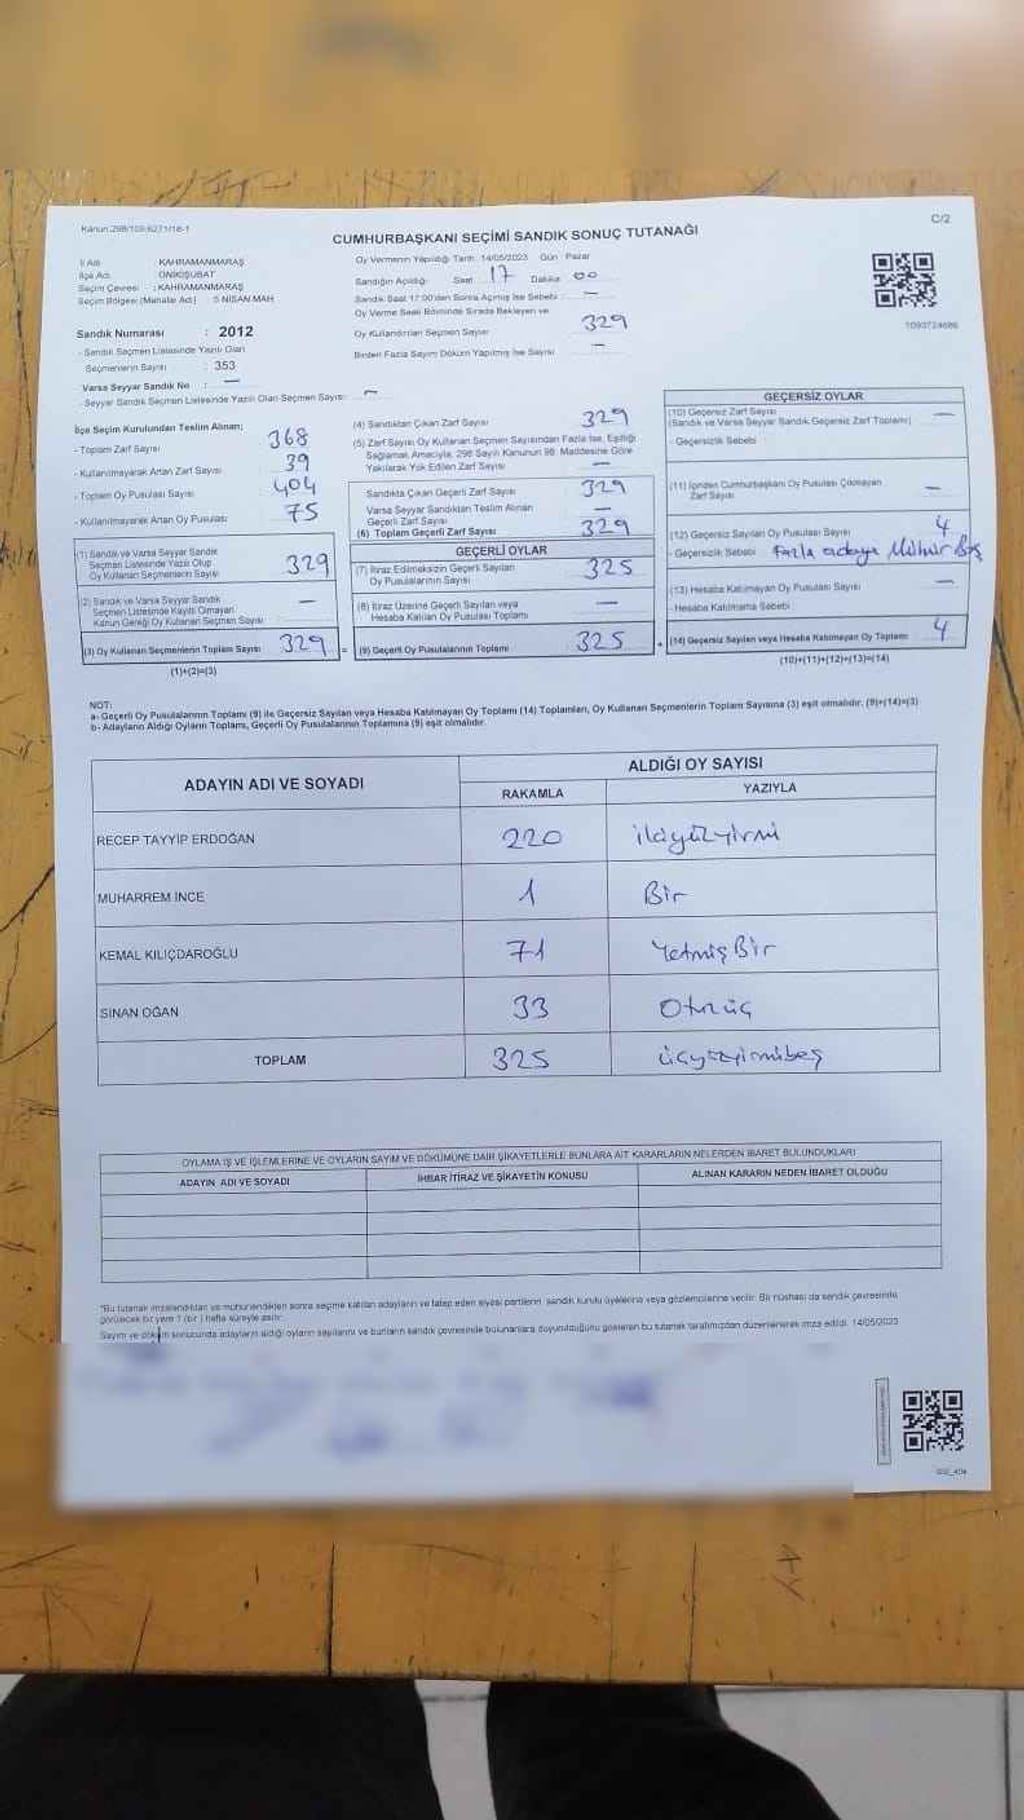 Kanun:298/109,6271/16-1
C/2
CUMHURBAŞKANI SEÇİMİ SANDIK SONUÇ TUTANAĞI
İl Adı KAHRAMANMARAŞ
İlçe Adı ONİKİŞUBAT
Seçim Çevresi : KAHRAMANMARAŞ
Seçim Bölgesi (Mahalle Adı) 5 NİSAN MAH
Sandık Numarası : 2012
- Sandık Seçmen Listesinde Yazılı Olan
Seçmenlerin Sayısı : 353
Varsa Seyyar Sandık No : —
- Seyyar Sandık Seçmen Listesinde Yazılı Olan Seçmen Sayısı: —
Oy Vermenin Yapıldığı Tarih: 14/05/2023 Gün Pazar
Sandığın Açıldığı: Saat 17 Dakika 00
Sandık Saat 17:00'den Sonra Açılmış İse Sebebi : —
Oy Verme Saati Bitiminde Sırada Bekleyen ve
Oy Kullandırılan Seçmen Sayısı 329
Birden Fazla Sayım Döküm Yapılmış İse Sayısı —
1093724686
İlçe Seçim Kurulundan Teslim Alınan;
- Toplam Zarf Sayısı 368
- Kullanılmayarak Artan Zarf Sayısı 39
- Toplam Oy Pusulası Sayısı 404
- Kullanılmayarak Artan Oy Pusulası 75
(1) Sandık ve Varsa Seyyar Sandık
Seçmen Listesinde Yazılı Olup
Oy Kullanan Seçmenlerin Sayısı 329
(2) Sandık ve Varsa Seyyar Sandık
Seçmen Listesinde Kayıtlı Olmayan
Kanun Gereği Oy Kullanan Seçmen Sayısı —
(3) Oy Kullanan Seçmenlerin Toplam Sayısı 329 =
(1)+(2)=(3)
(4) Sandıktan Çıkan Zarf Sayısı 329
(5) Zarf Sayısı Oy Kullanan Seçmen Sayısından Fazla İse, Eşitliği
Sağlamak Amacıyla, 298 Sayılı Kanunun 98. Maddesine Göre
Yakılarak Yok Edilen Zarf Sayısı —
Sandıkta Çıkan Geçerli Zarf Sayısı 329
Varsa Seyyar Sandıktan Teslim Alınan
Geçerli Zarf Sayısı —
(6) Toplam Geçerli Zarf Sayısı 329
GEÇERLİ OYLAR
(7) İtiraz Edilmeksizin Geçerli Sayılan
Oy Pusulalarının Sayısı 325
(8) İtiraz Üzerine Geçerli Sayılan veya
Hesaba Katılan Oy Pusulası Toplamı —
(9) Geçerli Oy Pusulalarının Toplamı 325 +
GEÇERSİZ OYLAR
(10) Geçersiz Zarf Sayısı —
(Sandık ve Varsa Seyyar Sandık Geçersiz Zarf Toplamı)
- Geçersizlik Sebebi
(11) İçinden Cumhurbaşkanı Oy Pusulası Çıkmayan
Zarf Sayısı —
(12) Geçersiz Sayılan Oy Pusulası Sayısı 4
- Geçersizlik Sebebi Fazla adaya Mühür Bas
(13) Hesaba Katılmayan Oy Pusulası Sayısı —
- Hesaba Katılmama Sebebi
(14) Geçersiz Sayılan veya Hesaba Katılmayan Oy Toplamı 4
(10)+(11)+(12)+(13)=(14)
NOT:
a- Geçerli Oy Pusulalarının Toplamı (9) ile Geçersiz Sayılan veya Hesaba Katılmayan Oy Toplamı (14) Toplamları, Oy Kullanan Seçmenlerin Toplam Sayısına (3) eşit olmalıdır. (9)+(14)=(3)
b- Adayların Aldığı Oyların Toplamı, Geçerli Oy Pusulalarının Toplamına (9) eşit olmalıdır.
ADAYIN ADI VE SOYADI
ALDIĞI OY SAYISI
RAKAMLA YAZIYLA
RECEP TAYYİP ERDOĞAN 220 ikiyüzyirmi
MUHARREM İNCE 1 Bir
KEMAL KILIÇDAROĞLU 71 YetmişBir
SİNAN OĞAN 33 Otuzüç
TOPLAM 325 üçyüzyirmibeş
OYLAMA İŞ VE İŞLEMLERİNE VE OYLARIN SAYIM VE DÖKÜMÜNE DAİR ŞİKAYETLERLE BUNLARA AİT KARARLARIN NELERDEN İBARET BULUNDUKLARI
ADAYIN ADI VE SOYADI İHBAR İTİRAZ VE ŞİKAYETİN KONUSU ALINAN KARARIN NEDEN İBARET OLDUĞU
*Bu tutanak imzalandıktan ve mühürlendikten sonra seçime katılan adayların ve talep eden siyasi partilerin sandık kurulu üyelerine veya gözlemcilerine verilir. Bir nüshası da sandık çevresinde
görülecek bir yere 1 (bir) hafta süreyle asılır.
Sayım ve döküm sonucunda adayların aldığı oyların sayılarını ve bunların sandık çevresinde bulunanlara duyurulduğunu gösteren bu tutanak tarafımızdan düzenlenerek imza edildi. 14/05/2023